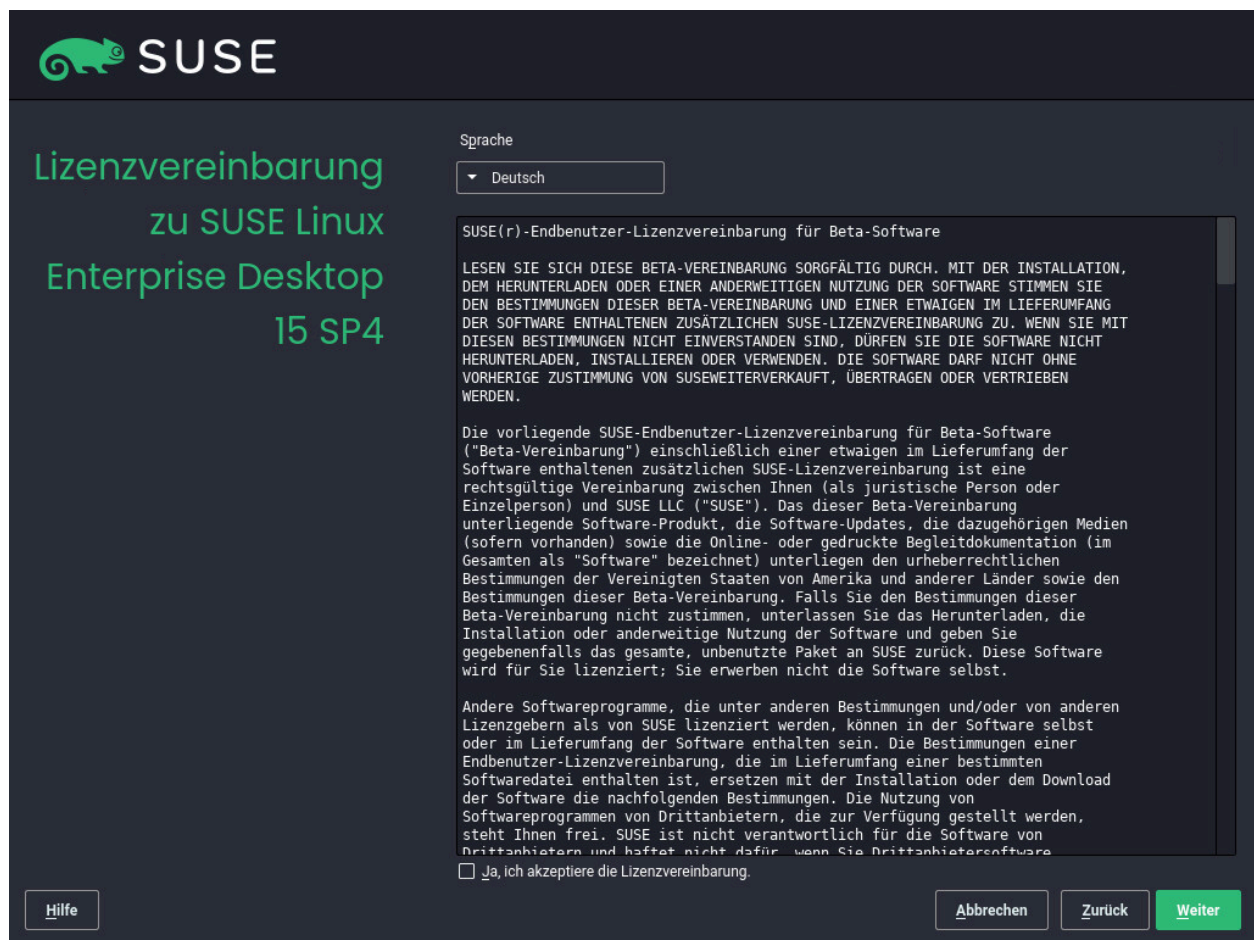 SUSE
Lizenzvereinbarung
zu SUSE Linux
Enterprise Desktop
15 SP4
Sprache
Deutsch
SUSE(r)-Endbenutzer-Lizenzvereinbarung für Beta-Software
LESEN SIE SICH DIESE BETA-VEREINBARUNG SORGFÄLTIG DURCH. MIT DER INSTALLATION,
DEM HERUNTERLADEN ODER EINER ANDERWEITIGEN NUTZUNG DER SOFTWARE STIMMEN SIE
DEN BESTIMMUNGEN DIESER BETA-VEREINBARUNG UND EINER ETWAIGEN IM LIEFERUMFANG
DER SOFTWARE ENTHALTENEN ZUSÄTZLICHEN SUSE-LIZENZVEREINBARUNG ZU. WENN SIE MIT
DIESEN BESTIMMUNGEN NICHT EINVERSTANDEN SIND, DÜRFEN SIE DIE SOFTWARE NICHT
HERUNTERLADEN, INSTALLIEREN ODER VERWENDEN. DIE SOFTWARE DARF NICHT OHNE
VORHERIGE ZUSTIMMUNG VON SUSEWEITERVERKAUFT, ÜBERTRAGEN ODER VERTRIEBEN
WERDEN.
Die vorliegende SUSE-Endbenutzer-Lizenzvereinbarung für Beta-Software
("Beta-Vereinbarung") einschließlich einer etwaigen im Lieferumfang der
Software enthaltenen zusätzlichen SUSE-Lizenzvereinbarung ist eine
rechtsgültige Vereinbarung zwischen Ihnen (als juristische Person oder
Einzelperson) und SUSE LLC ("SUSE"). Das dieser Beta-Vereinbarung
unterliegende Software-Produkt, die Software-Updates, die dazugehörigen Medien
(sofern vorhanden) sowie die Online- oder gedruckte Begleitdokumentation (im
Gesamten als "Software" bezeichnet) unterliegen den urheberrechtlichen
Bestimmungen der Vereinigten Staaten von Amerika und anderer Länder sowie den
Bestimmungen dieser Beta-Vereinbarung. Falls Sie den Bestimmungen dieser
Beta-Vereinbarung nicht zustimmen, unterlassen Sie das Herunterladen, die
Installation oder anderweitige Nutzung der Software und geben Sie
gegebenenfalls das gesamte, unbenutzte Paket an SUSE zurück. Diese Software
wird für Sie lizenziert; Sie erwerben nicht die Software selbst.
Andere Softwareprogramme, die unter anderen Bestimmungen und/oder von anderen
Lizenzgebern als von SUSE lizenziert werden, können in der Software selbst
oder im Lieferumfang der Software enthalten sein. Die Bestimmungen einer
Endbenutzer-Lizenzvereinbarung, die im Lieferumfang einer bestimmten
Softwaredatei enthalten ist, ersetzen mit der Installation oder dem Download
der Software die nachfolgenden Bestimmungen. Die Nutzung von
Softwareprogrammen von Drittanbietern, die zur Verfügung gestellt werden,
steht Ihnen frei. SUSE ist nicht verantwortlich für die Software von
Drittanbietern und haftet nicht dafür, wenn Sie Drittanbietersoftware
Ja, ich akzeptiere die Lizenzvereinbarung.
Hilfe
Abbrechen
Zurück
Weiter